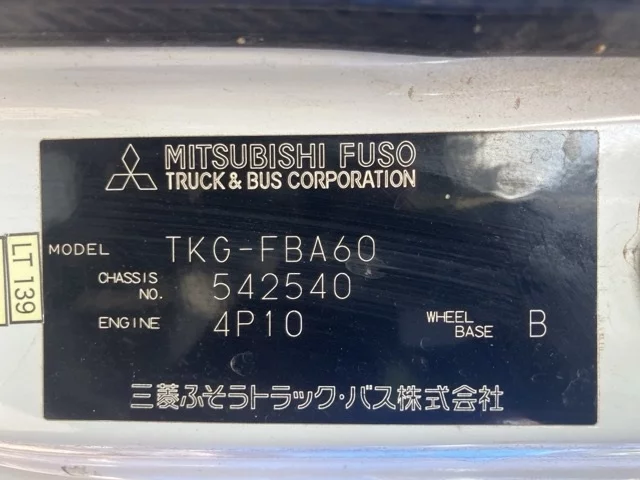 MITSUBISHI FUSO
TRUCK & BUS CORPORATION
MODEL TKG-FBA60
CHASSIS NO. 542540
ENGINE 4P10 WHEEL BASE B
三菱ふそうトラック・バス株式会社
LT 139